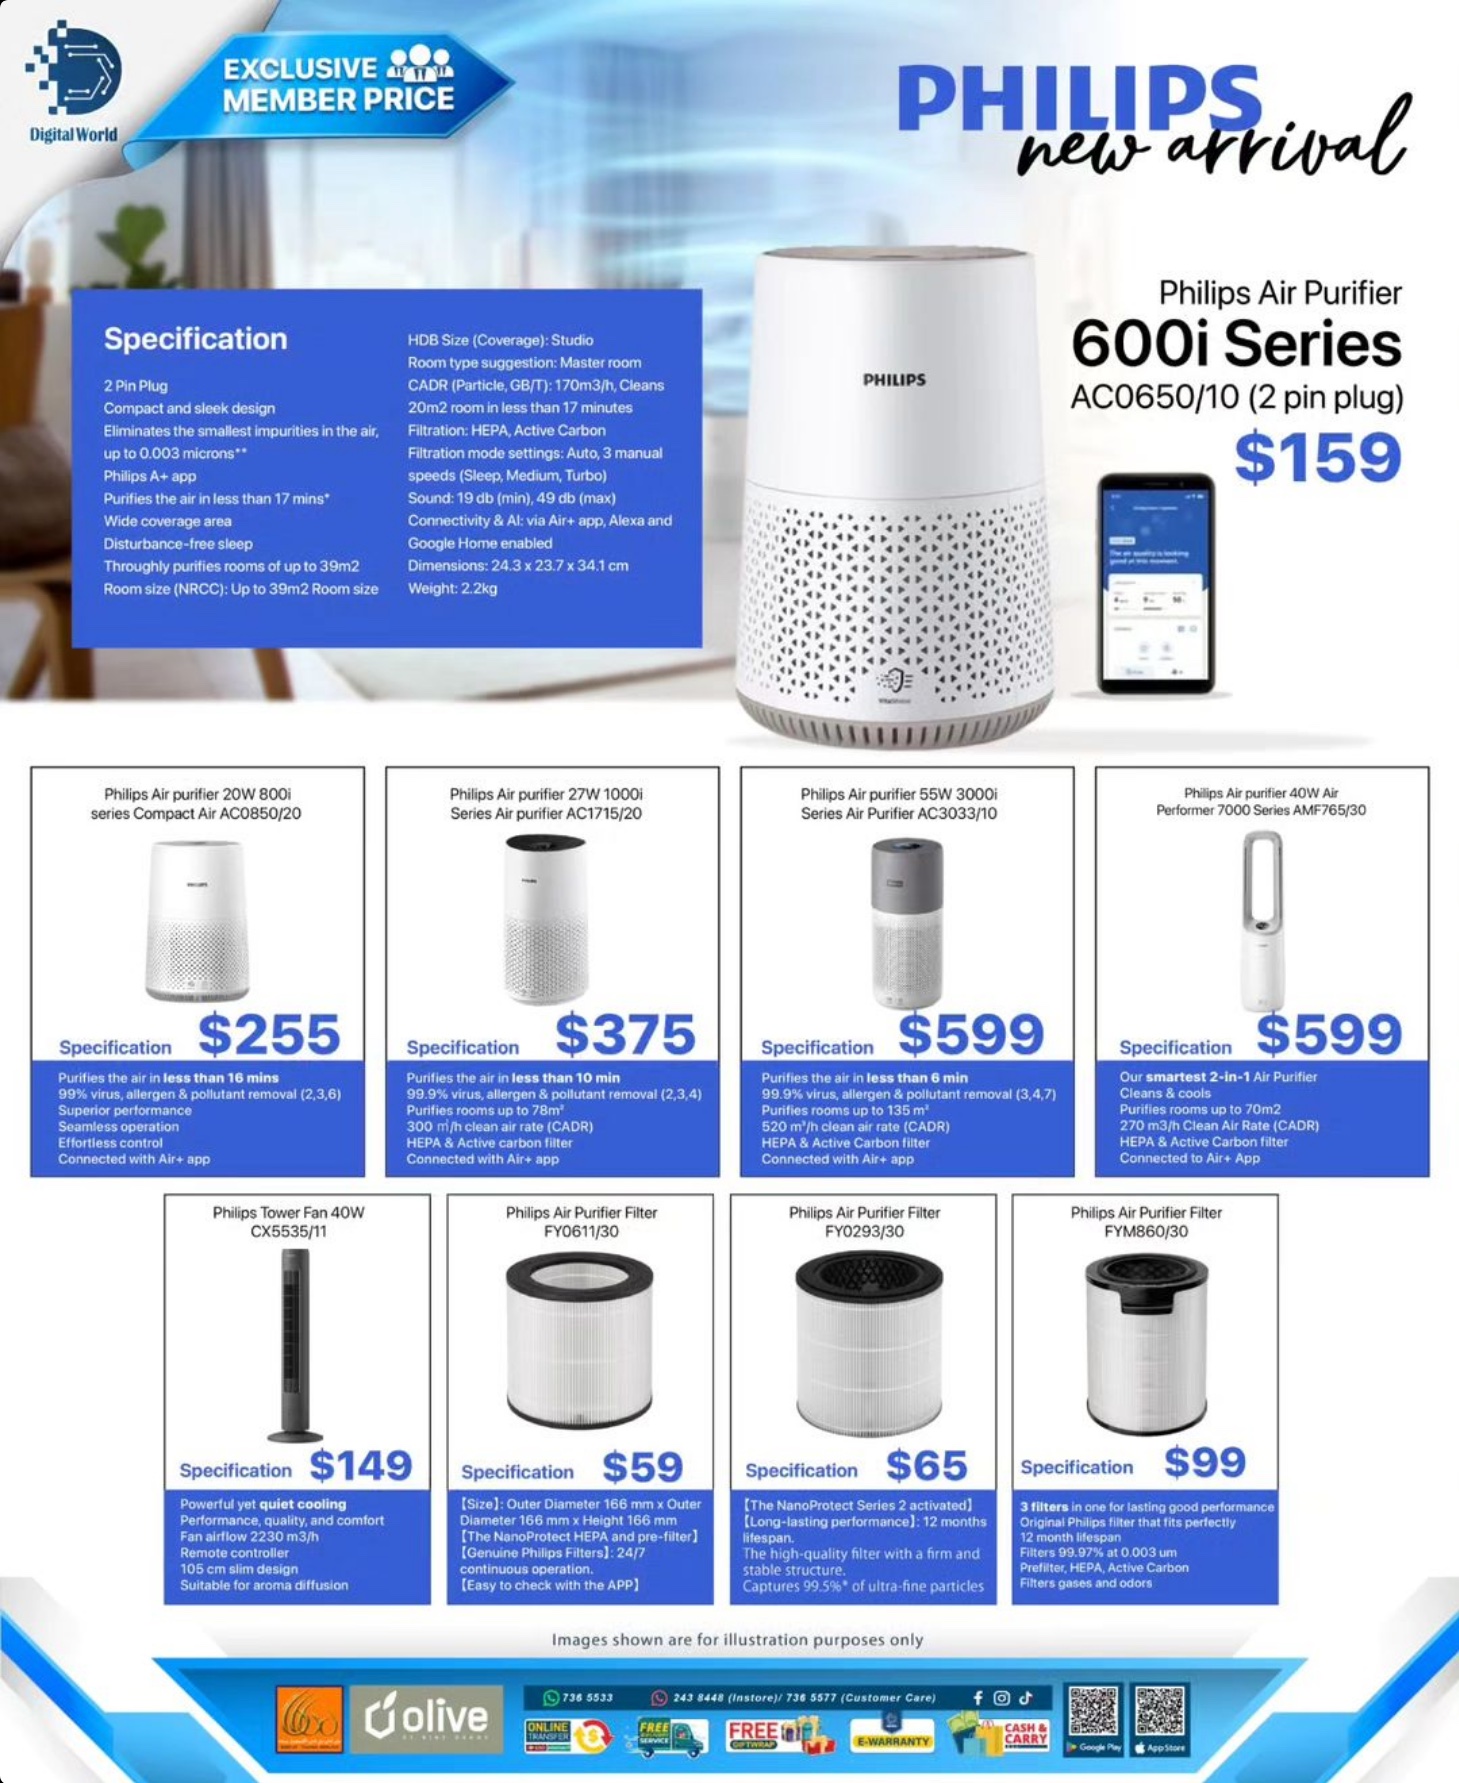 Digital World
EXCLUSIVE
MEMBER PRICE
PHILIPS
new arrival
Philips Air Purifier
600i Series
AC0650/10 (2 pin plug)
$159
Specification
2 Pin Plug
Compact and sleek design
Eliminates the smallest impurities in the air,
up to 0.003 microns**
Philips A+ app
Purifies the air in less than 17 mins*
Wide coverage area
Disturbance-free sleep
Throughly purifies rooms of up to 39m2
Room size (NRCC): Up to 39m2 Room size
HDB Size (Coverage): Studio
Room type suggestion: Master room
CADR (Particle, GB/T): 170m3/h, Cleans
20m2 room in less than 17 minutes
Filtration: HEPA, Active Carbon
Filtration mode settings: Auto, 3 manual
speeds (Sleep, Medium, Turbo)
Sound: 19 db (min), 49 db (max)
Connectivity & AI: via Air+ app, Alexa and
Google Home enabled
Dimensions: 24.3 x 23.7 x 34.1 cm
Weight: 2.2kg
PHILIPS
Philips Air purifier 20W 800i
series Compact Air AC0850/20
Specification $255
Purifies the air in less than 16 mins
99% virus, allergen & pollutant removal (2,3,6)
Superior performance
Seamless operation
Effortless control
Connected with Air+ app
Philips Air purifier 27W 1000i
Series Air purifier AC1715/20
Specification $375
Purifies the air in less than 10 min
99.9% virus, allergen & pollutant removal (2,3,4)
Purifies rooms up to 78m²
300 ㎥/h clean air rate (CADR)
HEPA & Active carbon filter
Connected with Air+ app
Philips Air purifier 55W 3000i
Series Air Purifier AC3033/10
Specification $599
Purifies the air in less than 6 min
99.9% virus, allergen & pollutant removal (3,4,7)
Purifies rooms up to 135 m²
520 m³/h clean air rate (CADR)
HEPA & Active Carbon filter
Connected with Air+ app
Philips Air purifier 40W Air
Performer 7000 Series AMF765/30
Specification $599
Our smartest 2-in-1 Air Purifier
Cleans & cools
Purifies rooms up to 70m2
270 m3/h Clean Air Rate (CADR)
HEPA & Active Carbon filter
Connected to Air+ App
Philips Tower Fan 40W
CX5535/11
Specification $149
Powerful yet quiet cooling
Performance, quality, and comfort
Fan airflow 2230 m3/h
Remote controller
105 cm slim design
Suitable for aroma diffusion
Philips Air Purifier Filter
FY0611/30
Specification $59
【Size】: Outer Diameter 166 mm x Outer
Diameter 166 mm x Height 166 mm
【The NanoProtect HEPA and pre-filter】
【Genuine Philips Filters】: 24/7
continuous operation.
【Easy to check with the APP】
Philips Air Purifier Filter
FY0293/30
Specification $65
【The NanoProtect Series 2 activated】
【Long-lasting performance】: 12 months
lifespan.
The high-quality filter with a firm and
stable structure.
Captures 99.5%* of ultra-fine particles
Philips Air Purifier Filter
FYM860/30
Specification $99
3 filters in one for lasting good performance
Original Philips filter that fits perfectly
12 month lifespan
Filters 99.97% at 0.003 um
Prefilter, HEPA, Active Carbon
Filters gases and odors
Images shown are for illustration purposes only
olive
736 5533
243 8448 (Instore)/ 736 5577 (Customer Care)
ONLINE
TRANSFER
FREE
SERVICE
FREE
GIFTWRAP
E-WARRANTY
CASH &
CARRY
Google Play
App Store